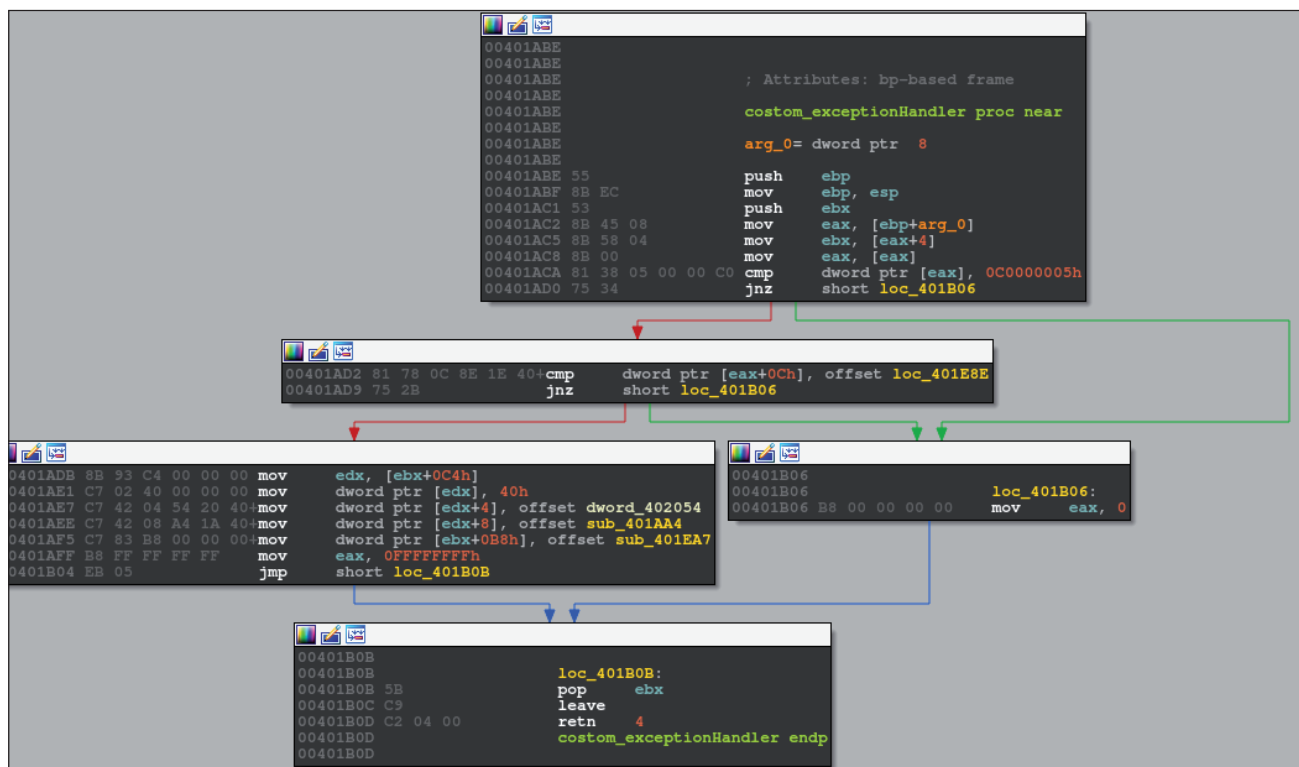 00401ABE
00401ABE
00401ABE ; Attributes: bp-based frame
00401ABE
00401ABE costom_exceptionHandler proc near
00401ABE
00401ABE arg_0= dword ptr 8
00401ABE
00401ABE 55 push ebp
00401ABF 8B EC mov ebp, esp
00401AC1 53 push ebx
00401AC2 8B 45 08 mov eax, [ebp+arg_0]
00401AC5 8B 58 04 mov ebx, [eax+4]
00401AC8 8B 00 mov eax, [eax]
00401ACA 81 38 05 00 00 C0 cmp dword ptr [eax], 0C0000005h
00401AD0 75 34 jnz short loc_401B06
00401AD2 81 78 0C 8E 1E 40+cmp dword ptr [eax+0Ch], offset loc_401E8E
00401AD9 75 2B jnz short loc_401B06
0401ADB 8B 93 C4 00 00 00 mov edx, [ebx+0C4h]
0401AE1 C7 02 40 00 00 00 mov dword ptr [edx], 40h
0401AE7 C7 42 04 54 20 40+mov dword ptr [edx+4], offset dword_402054
0401AEE C7 42 08 A4 1A 40+mov dword ptr [edx+8], offset sub_401AA4
0401AF5 C7 83 B8 00 00 00+mov dword ptr [ebx+0B8h], offset sub_401EA7
0401AFF B8 FF FF FF FF mov eax, 0FFFFFFFFh
0401B04 EB 05 jmp short loc_401B0B
00401B06
00401B06 loc_401B06:
00401B06 B8 00 00 00 00 mov eax, 0
00401B0B
00401B0B loc_401B0B:
00401B0B 5B pop ebx
00401B0C C9 leave
00401B0D C2 04 00 retn 4
00401B0D costom_exceptionHandler endp
00401B0D